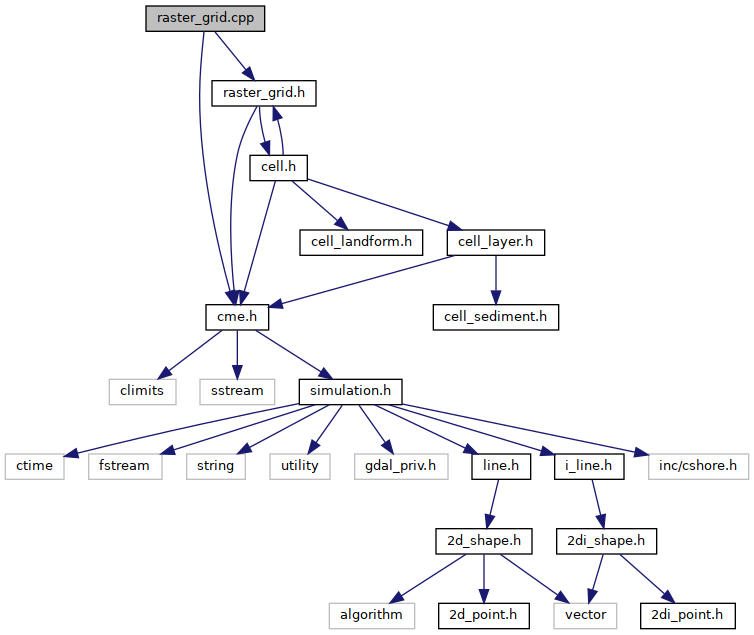 raster_grid.cpp
raster_grid.h
cell.h
cell_landform.h
cell_layer.h
cme.h
cell_sediment.h
climits
sstream
simulation.h
ctime
fstream
string
utility
gdal_priv.h
line.h
i_line.h
inc/cshore.h
2d_shape.h
2di_shape.h
algorithm
2d_point.h
vector
2di_point.h